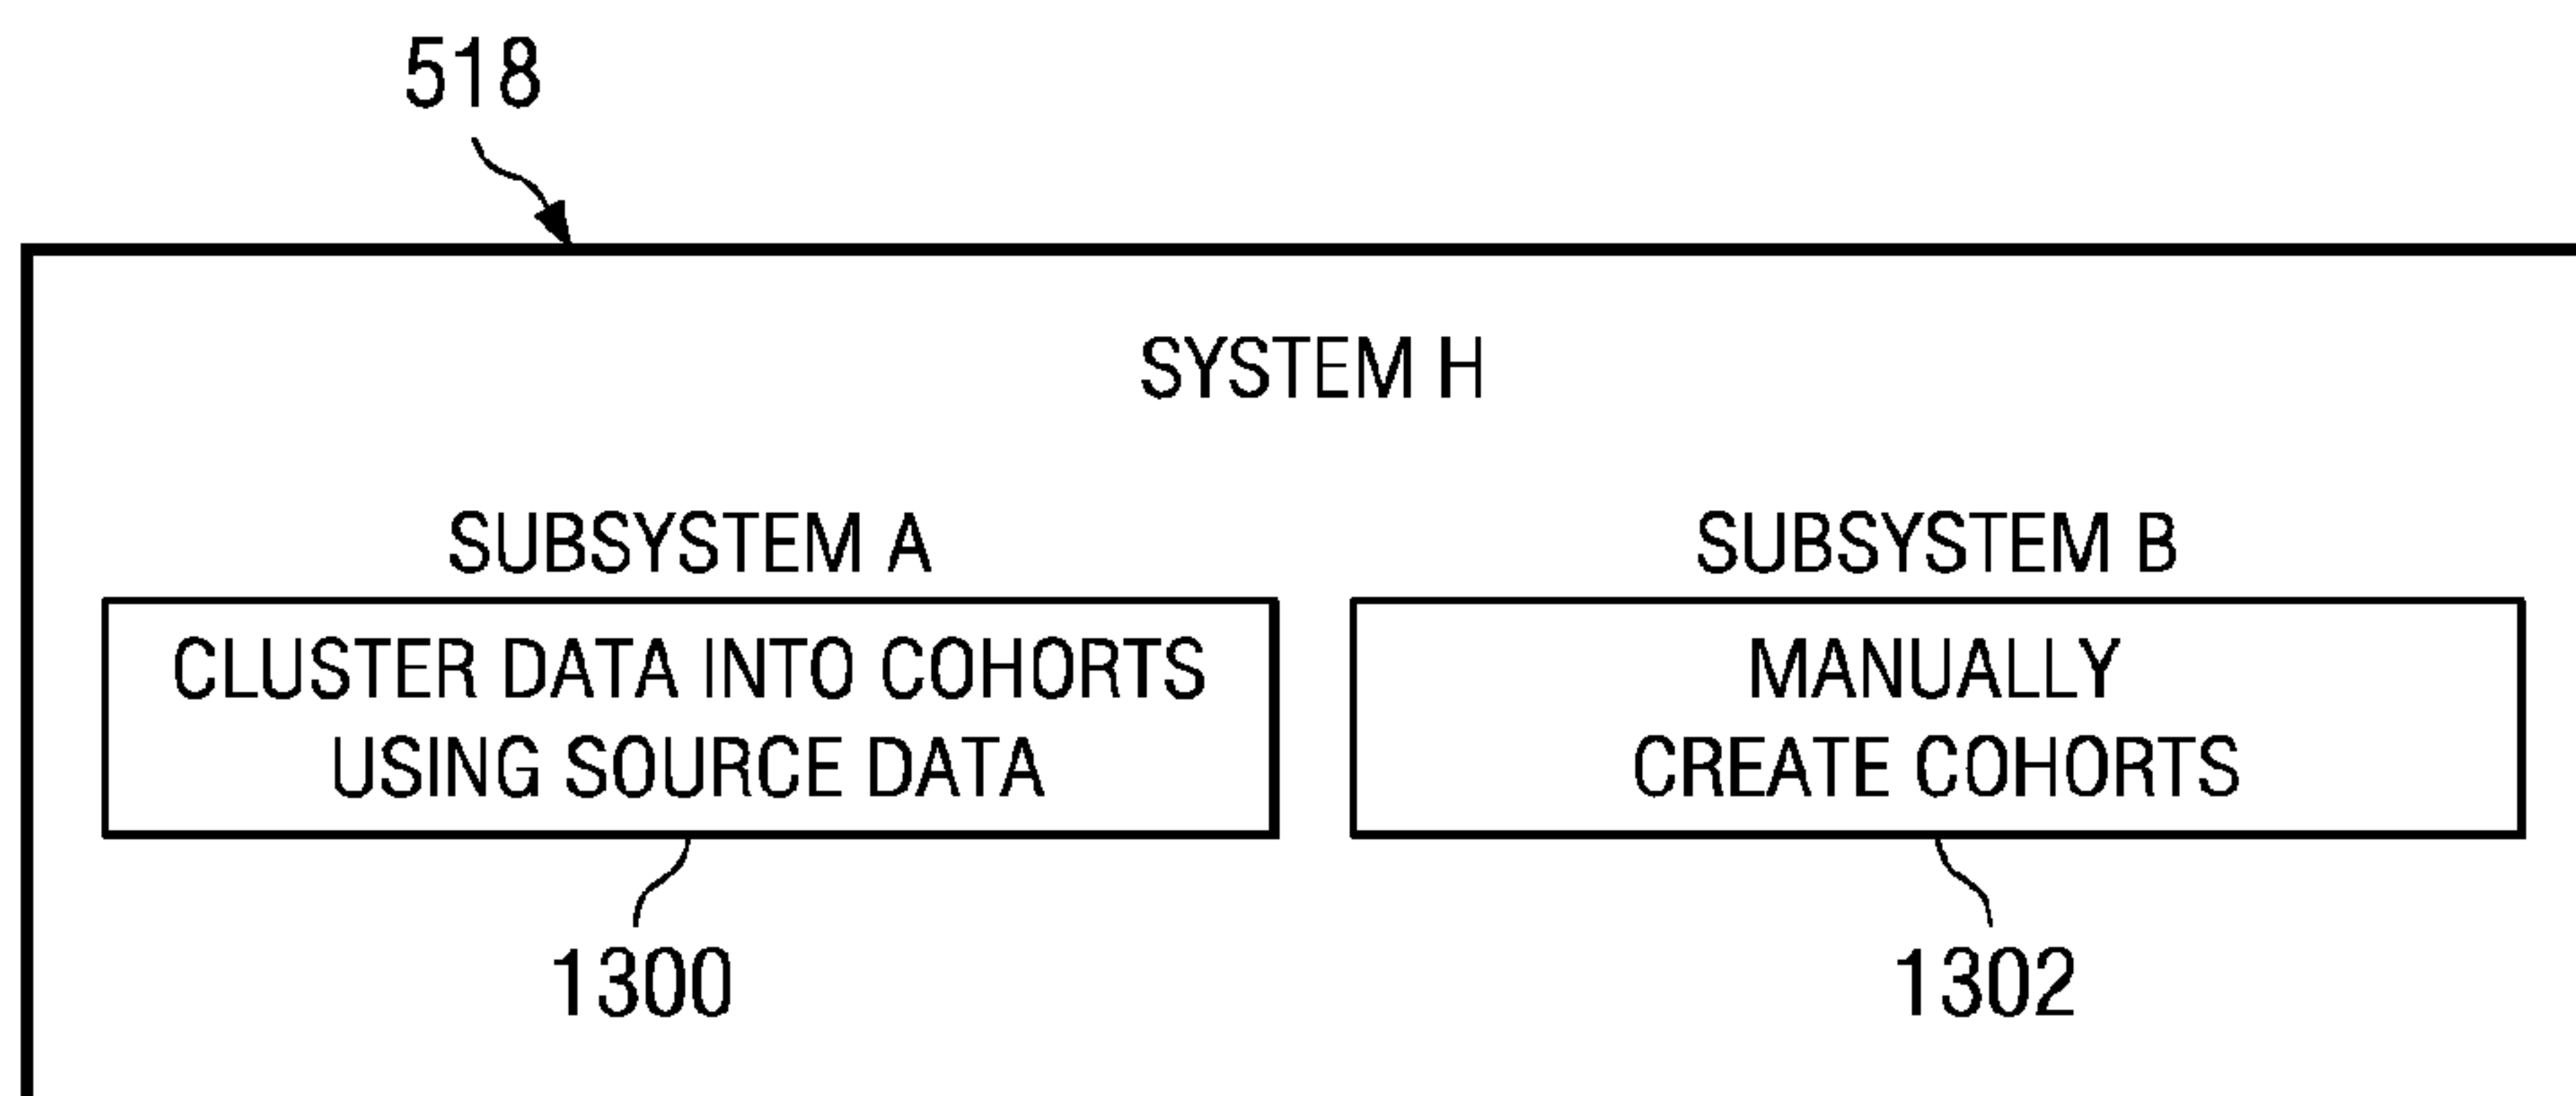 518
SYSTEM H
SUBSYSTEM A
SUBSYSTEM B
CLUSTER DATA INTO COHORTS
USING SOURCE DATA
MANUALLY
CREATE COHORTS
1300
1302